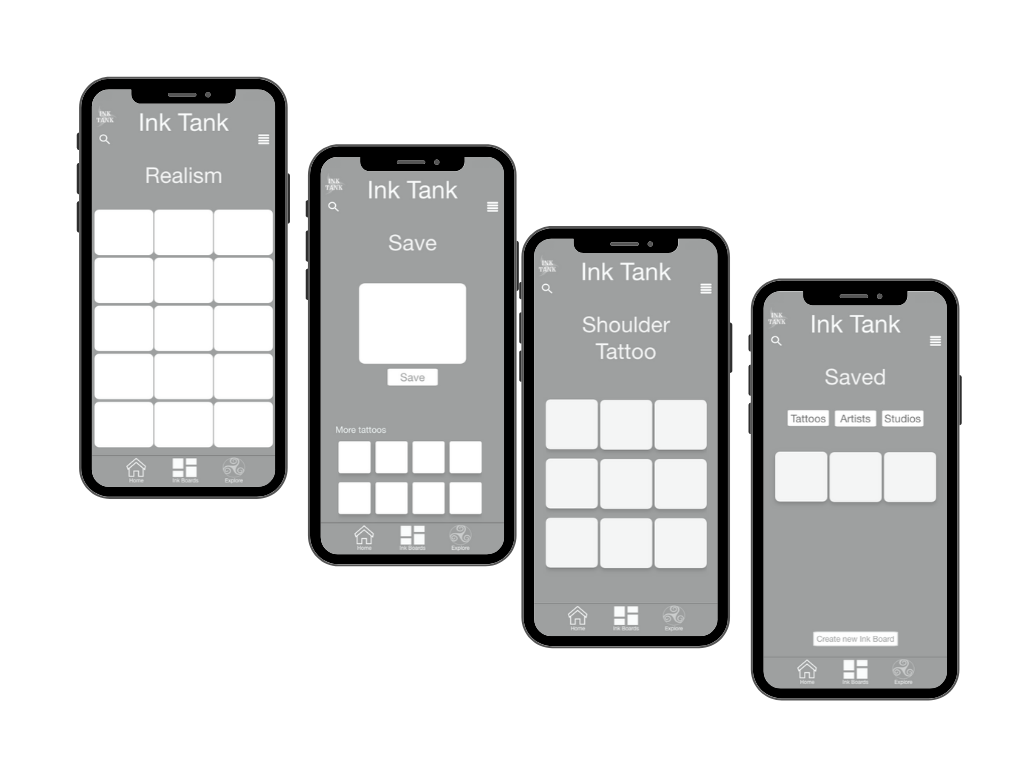 INK
TANK
Ink Tank
Realism
Home
Ink Boards
Explore
INK
TANK
Ink Tank
Save
Save
More tattoos
Home
Ink Boards
Explore
INK
TANK
Ink Tank
Shoulder
Tattoo
Home
Ink Boards
Explore
INK
TANK
Ink Tank
Saved
Tattoos Artists Studios
Create new Ink Board
Home
Ink Boards
Explore